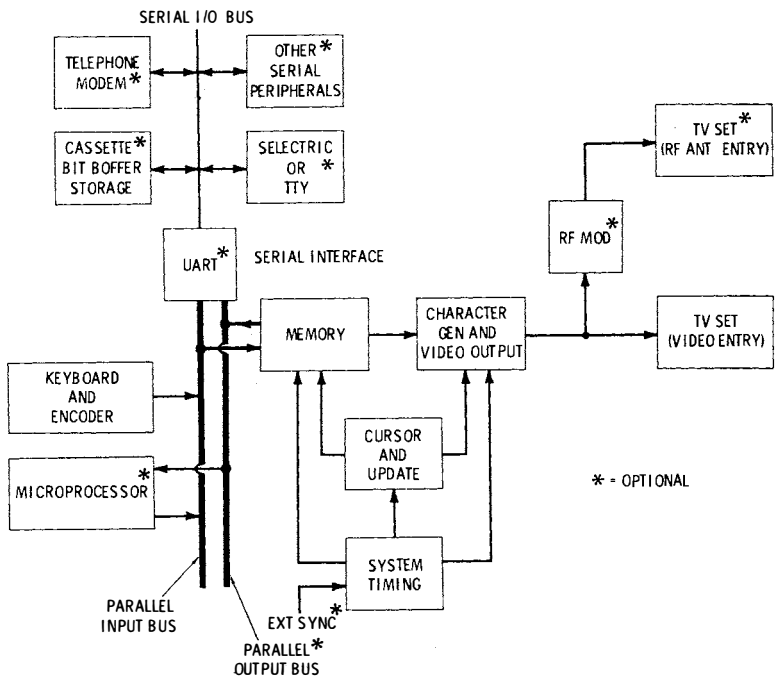 SERIAL I/O BUS
TELEPHONE
MODEM*
OTHER*
SERIAL
PERIPHERALS
CASSETTE*
BIT BOFFER
STORAGE
SELECTRIC
OR
TTY*
TV SET*
(RF ANT ENTRY)
RF MOD*
UART*
SERIAL INTERFACE
MEMORY
CHARACTER
GEN AND
VIDEO OUTPUT
TV SET
(VIDEO ENTRY)
KEYBOARD
AND
ENCODER
CURSOR
AND
UPDATE
MICROPROCESSOR*
* = OPTIONAL
SYSTEM
TIMING
EXT SYNC*
PARALLEL
INPUT BUS
PARALLEL*
OUTPUT BUS